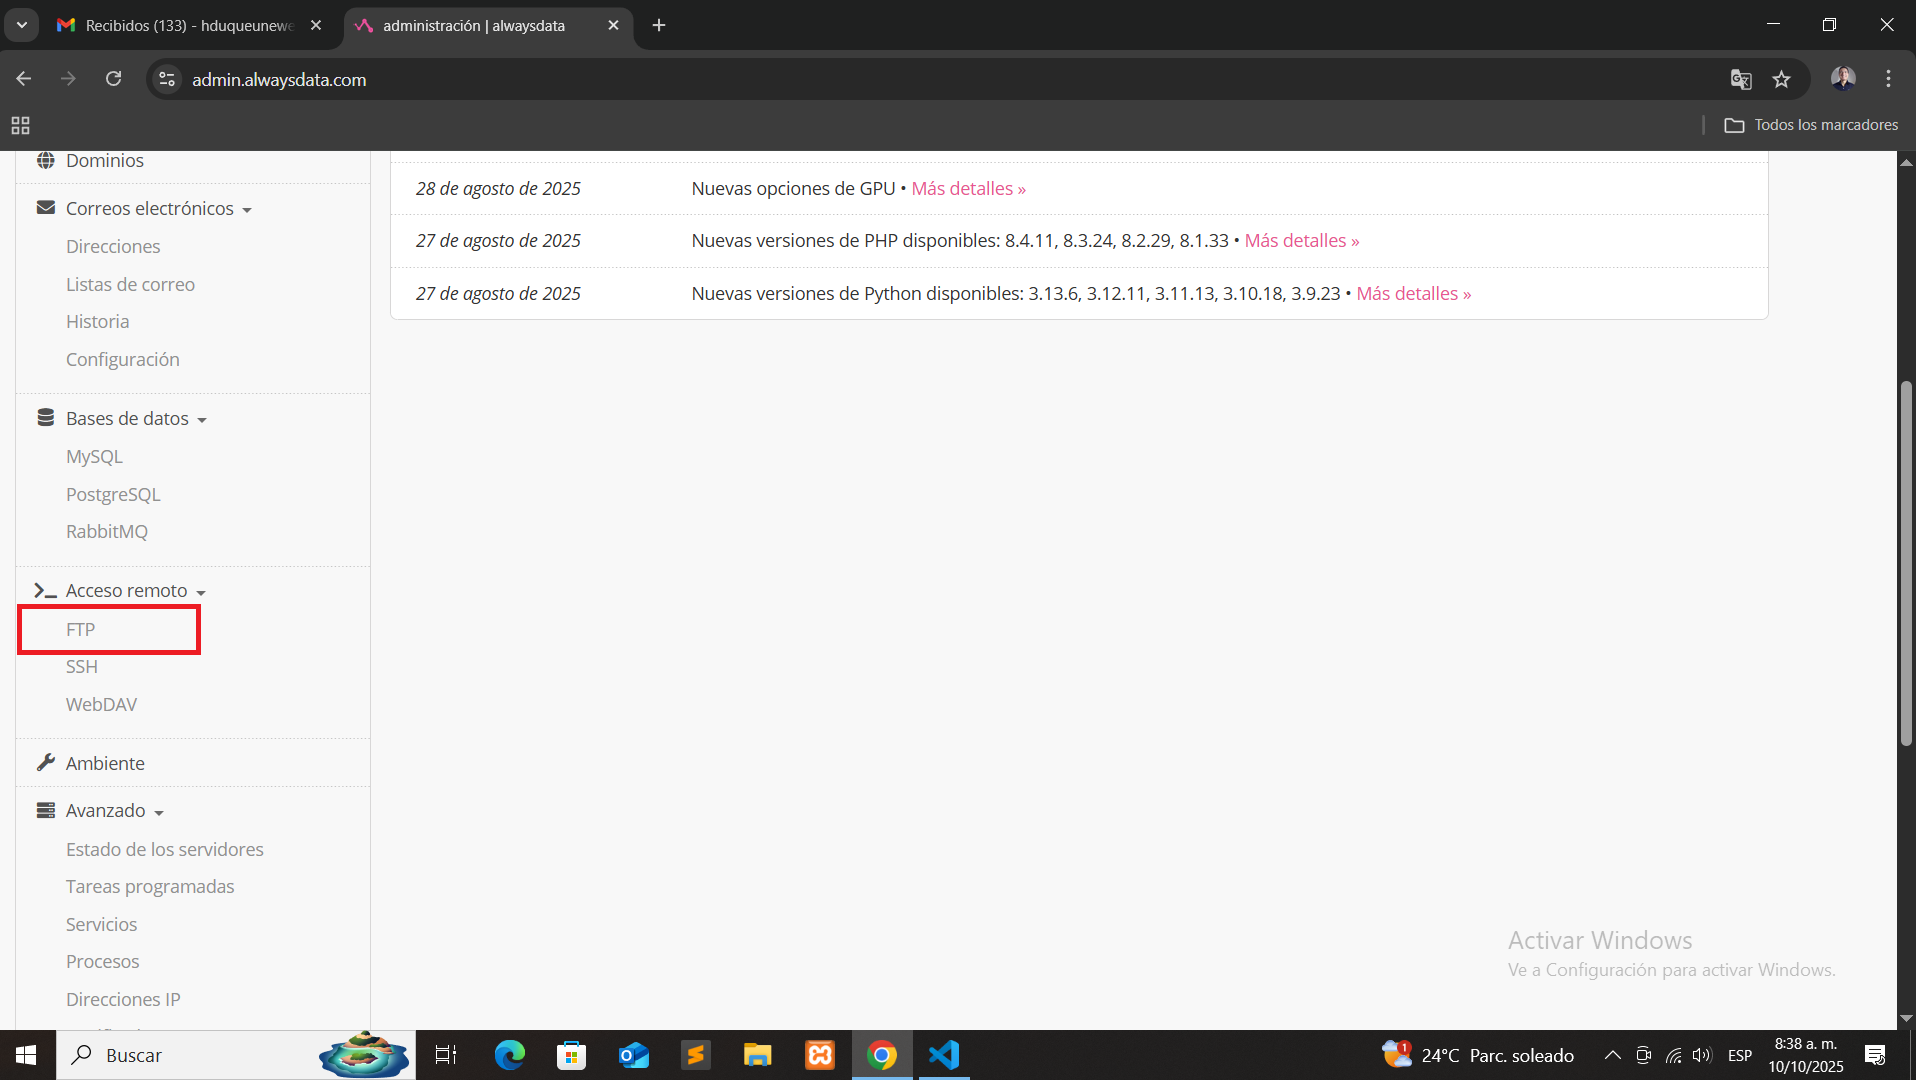 Recibidos (133) - hduqueunewe
administración | alwaysdata
admin.alwaysdata.com
Todos los marcadores
Dominios
Correos electrónicos
Direcciones
Listas de correo
Historia
Configuración
Bases de datos
MySQL
PostgreSQL
RabbitMQ
Acceso remoto
FTP
SSH
WebDAV
Ambiente
Avanzado
Estado de los servidores
Tareas programadas
Servicios
Procesos
Direcciones IP
28 de agosto de 2025 Nuevas opciones de GPU • Más detalles »
27 de agosto de 2025 Nuevas versiones de PHP disponibles: 8.4.11, 8.3.24, 8.2.29, 8.1.33 • Más detalles »
27 de agosto de 2025 Nuevas versiones de Python disponibles: 3.13.6, 3.12.11, 3.11.13, 3.10.18, 3.9.23 • Más detalles »
Activar Windows
Ve a Configuración para activar Windows.
Buscar
1
24°C Parc. soleado
ESP
8:38 a. m.
10/10/2025